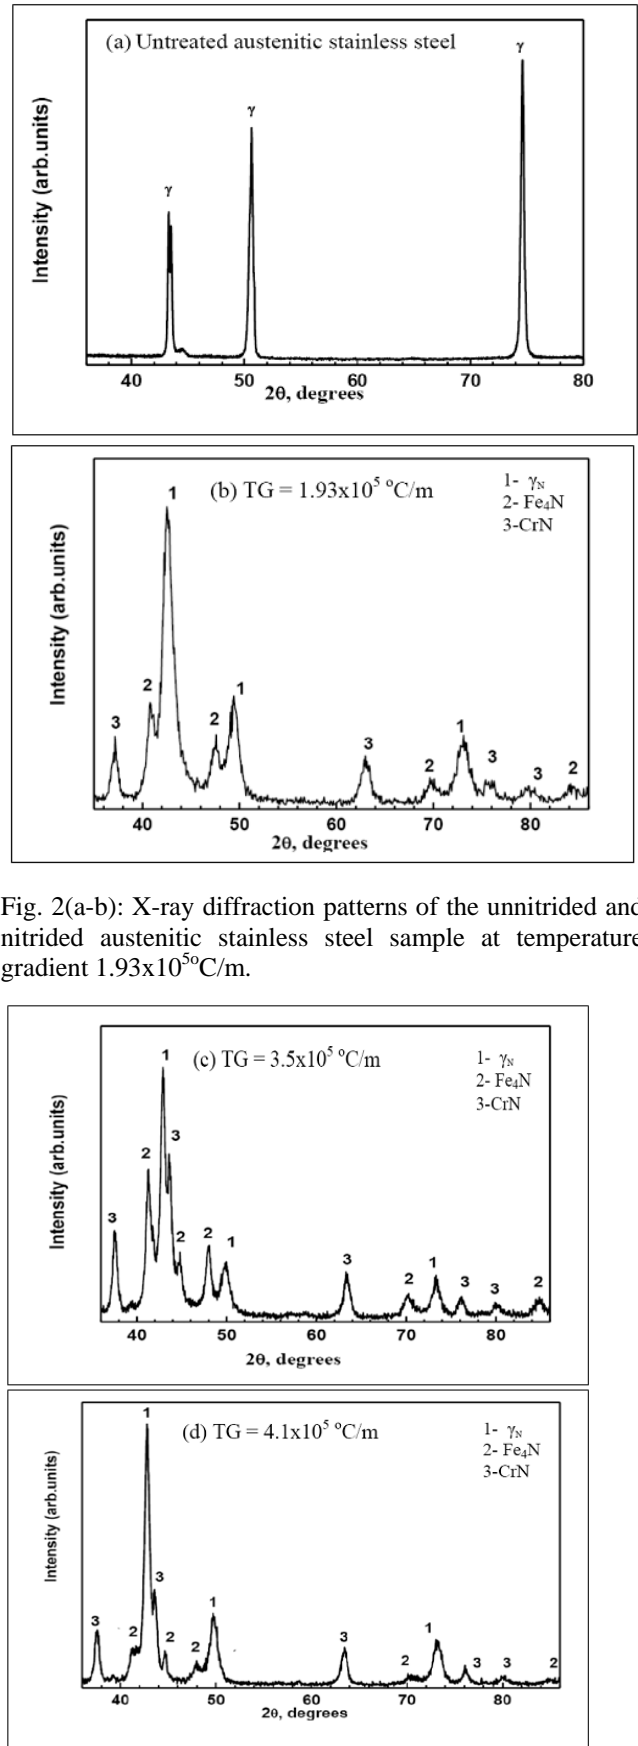 (a) Untreated austenitic stainless steel
γ
γ
γ
Intensity (arb.units)
40 50 60 70 80
2θ, degrees
(b) TG = 1.93x10⁵ ºC/m
1- γN
2- Fe₄N
3-CrN
1
3
2
2
1
3
2
1
3
3
2
Intensity (arb.units)
40 50 60 70 80
2θ, degrees
Fig. 2(a-b): X-ray diffraction patterns of the unnitrided and
nitrided austenitic stainless steel sample at temperature
gradient 1.93x10⁵ºC/m.
(c) TG = 3.5x10⁵ ºC/m
1- γN
2- Fe₄N
3-CrN
3
2
1
3
2
2
1
3
2
1
3
3
2
Intensity (arb.units)
40 50 60 70 80
2θ, degrees
(d) TG = 4.1x10⁵ ºC/m
1- γN
2- Fe₄N
3-CrN
3
2
1
3
2
2
1
3
2
1
3
3
2
Intensity (arb.units)
40 50 60 70 80
2θ, degrees